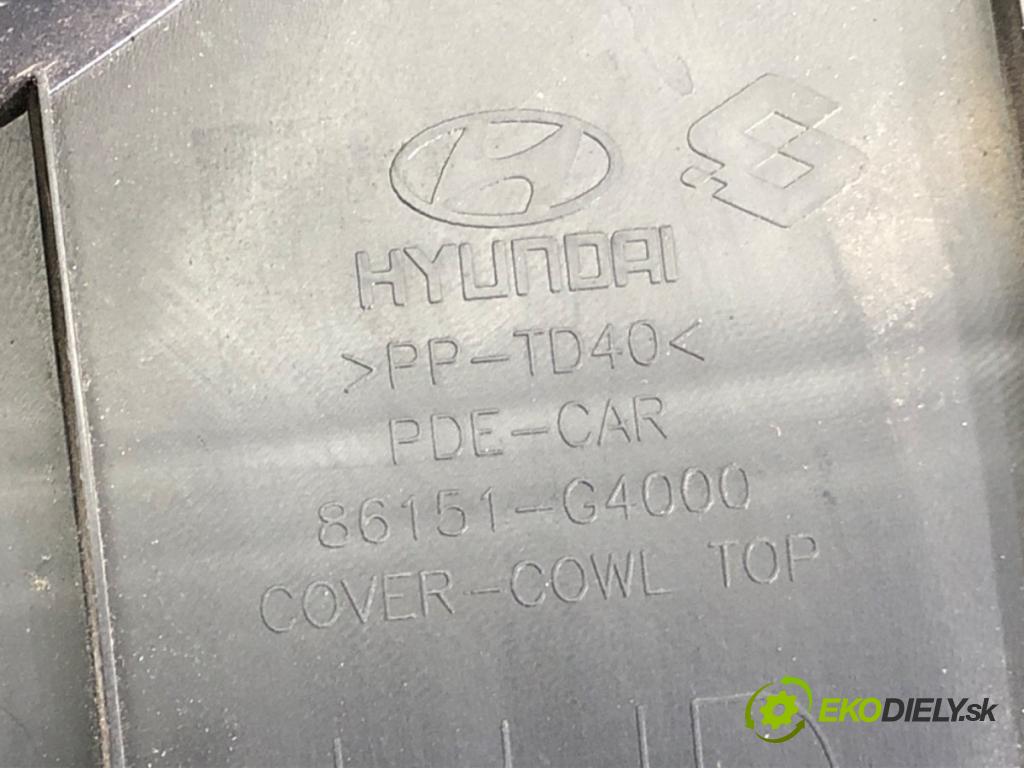 HYUNDAI
>PP-TD40<
PDE-CAR
86151-G4000
COVER-COWL TOP
EKODIELY.sk